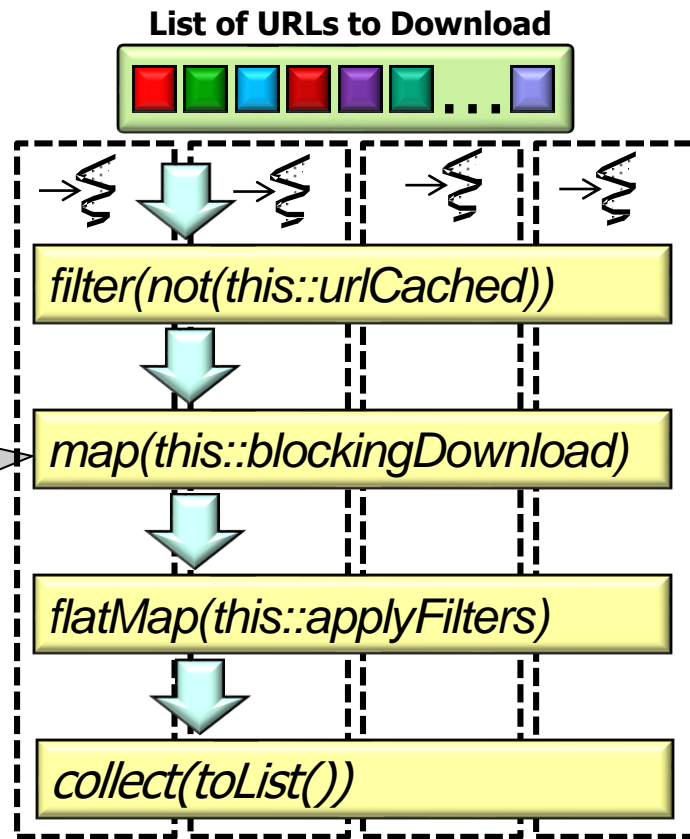 List of URLs to Download
...
filter(not(this::urlCached))
map(this::blockingDownload)
flatMap(this::applyFilters)
collect(toList())